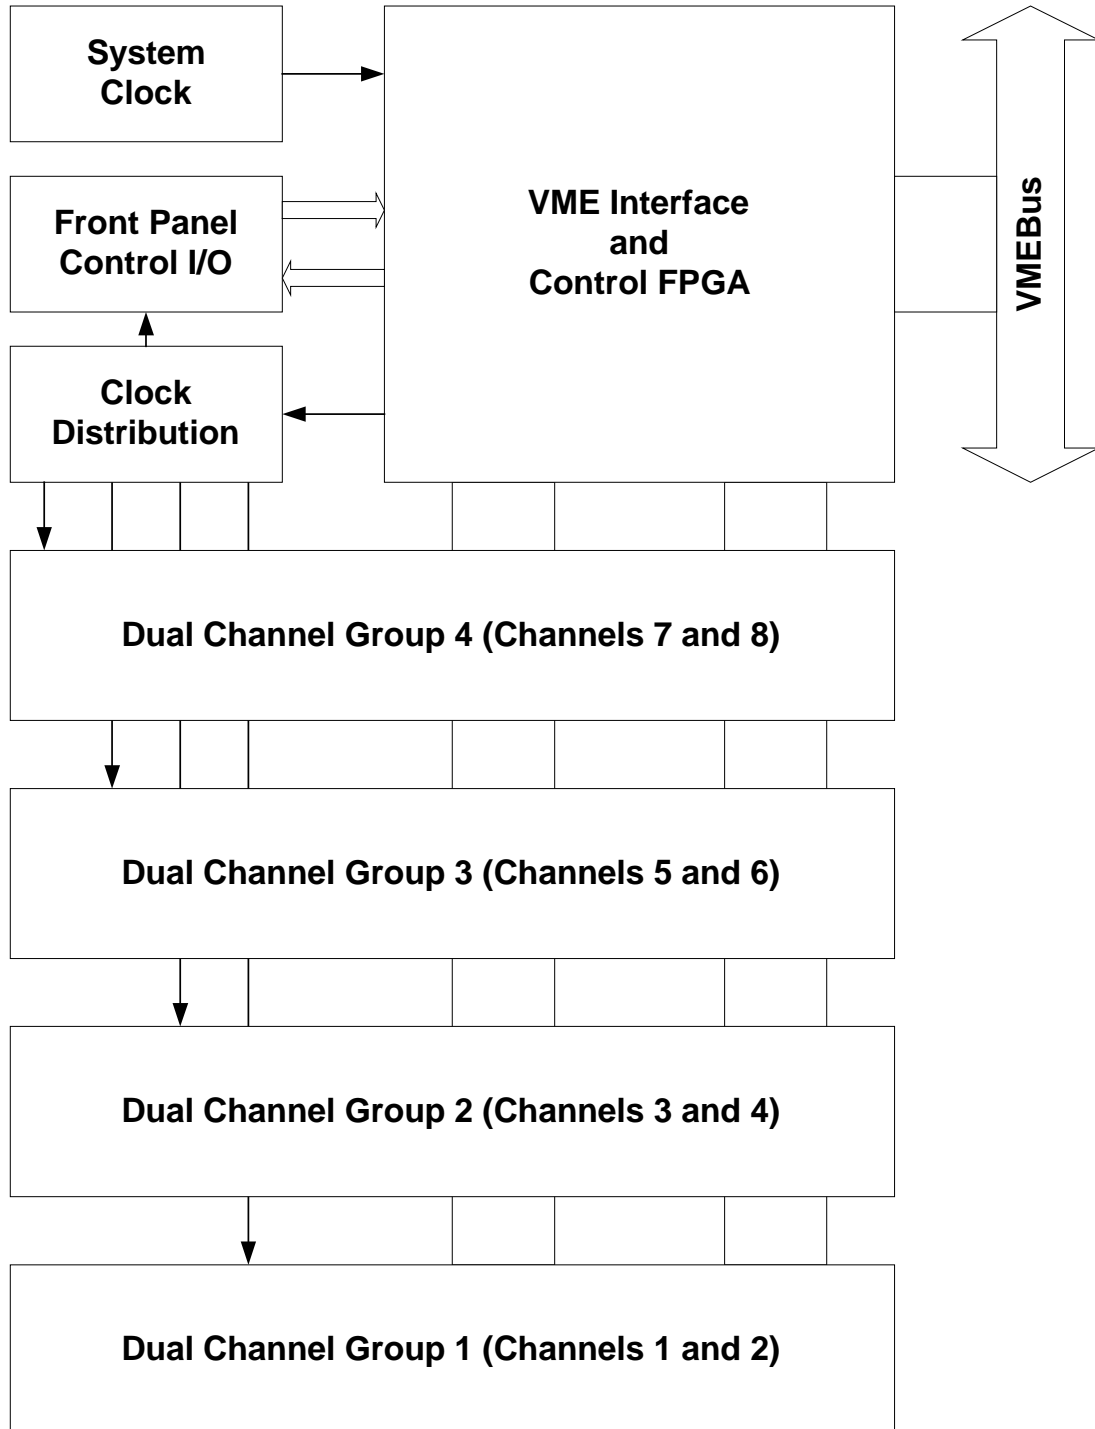 System
Clock
Front Panel
Control I/O
Clock
Distribution
VME Interface
and
Control FPGA
VMEBus
Dual Channel Group 4 (Channels 7 and 8)
Dual Channel Group 3 (Channels 5 and 6)
Dual Channel Group 2 (Channels 3 and 4)
Dual Channel Group 1 (Channels 1 and 2)